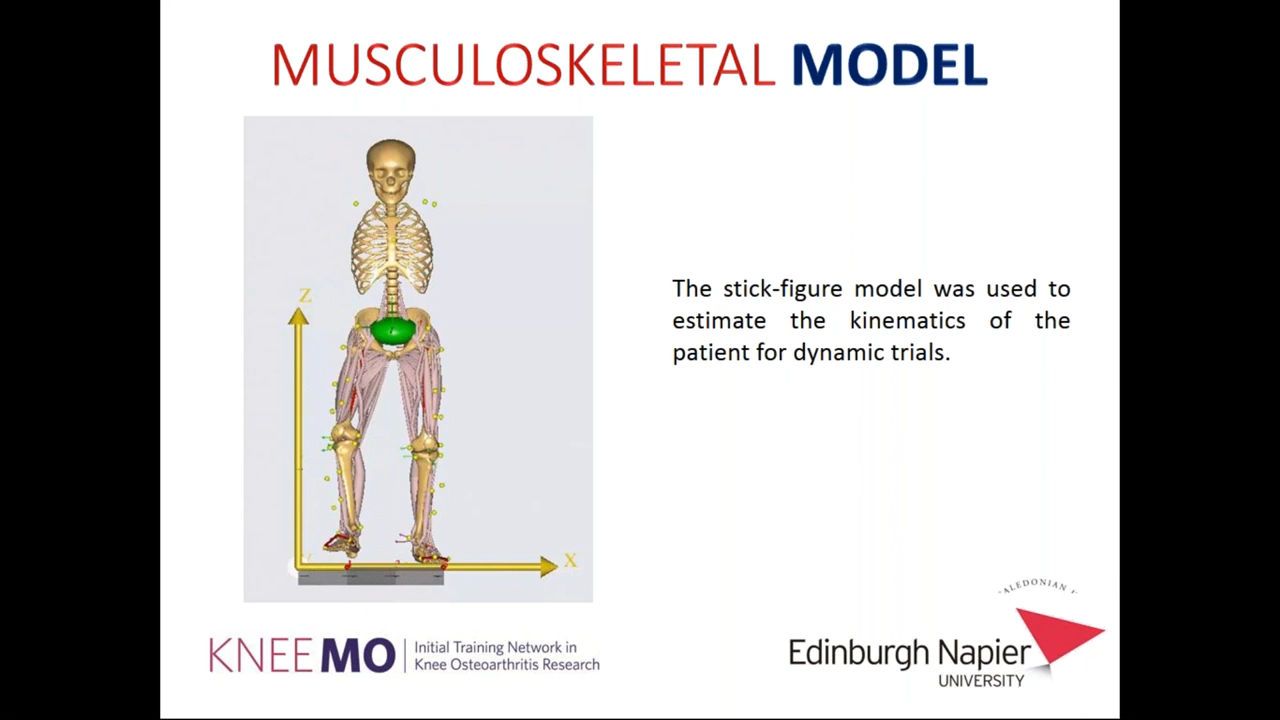 MUSCULOSKELETAL MODEL
Z
X
The stick-figure model was used to
estimate the kinematics of the
patient for dynamic trials.
KNEEMO
Initial Training Network in
Knee Osteoarthritis Research
Edinburgh Napier
UNIVERSITY